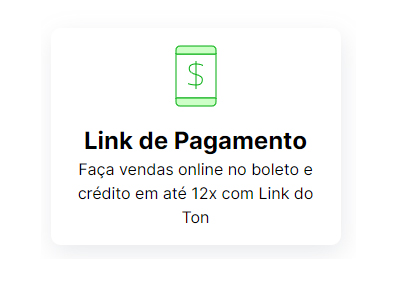 $
Link de Pagamento
Faça vendas online no boleto e
crédito em até 12x com Link do
Ton